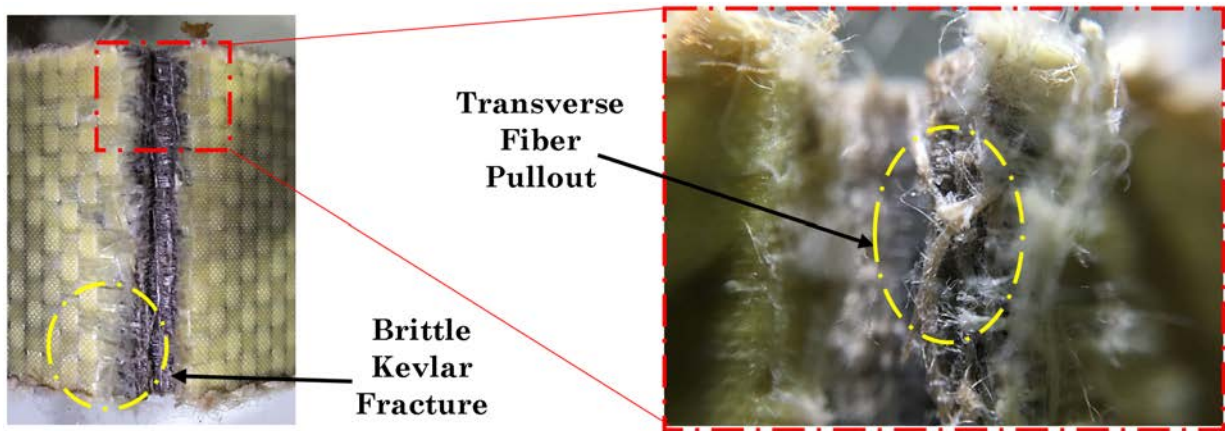 Transverse
Fiber
Pullout
Brittle
Kevlar
Fracture